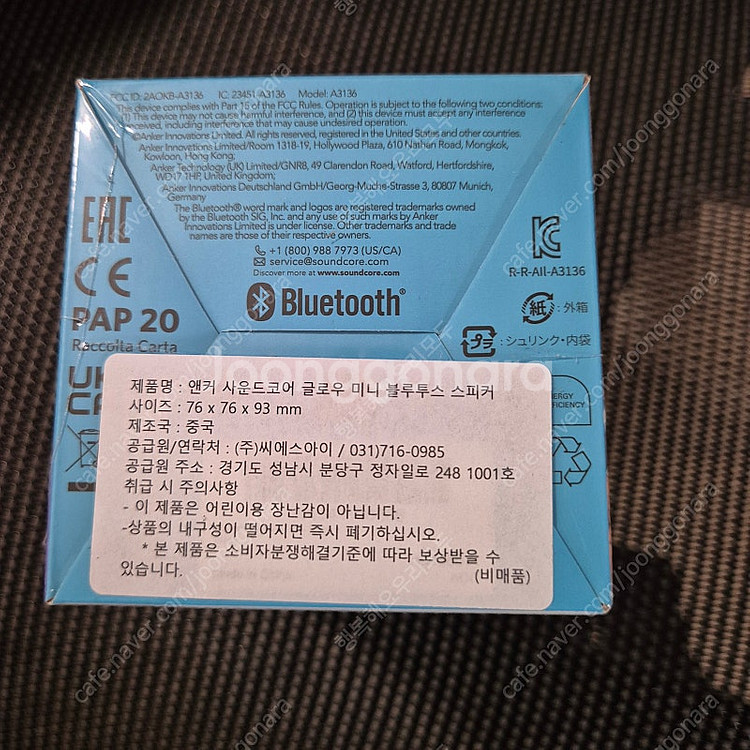 FCC ID: 2AOKB-A3136 IC: 23451-A3136 Model: A3136
This device complies with Part 15 of the FCC Rules. Operation is subject to the following two conditions:
(1) This device may not cause harmful interference, and (2) this device must accept any interference
received, including interference that may cause undesired operation.
©Anker Innovations Limited. All rights reserved, registered in the United States and other countries.
Anker Innovations Limited/Room 1318-19, Hollywood Plaza, 610 Nathan Road, Mongkok,
Kowloon, Hong Kong;
Anker Technology (UK) Limited/GNR8, 49 Clarendon Road, Watford, Hertfordshire,
WD17 1HP, United Kingdom;
Anker Innovations Deutschland GmbH/Georg-Muche-Strasse 3, 80807 Munich,
Germany
The Bluetooth® word mark and logos are registered trademarks owned
by the Bluetooth SIG, Inc. and any use of such marks by Anker
Innovations Limited is under license. Other trademarks and trade
names are those of their respective owners.
+1 (800) 988 7973 (US/CA)
service@soundcore.com
Discover more at www.soundcore.com
Bluetooth®
EAC
CE
PAP 20
Raccolta Carta
UK
CA
R-R-All-A3136
紙 : 外箱
プラ : シュリンク・内袋
ENERGY
EFFICIENCY
제품명 : 앤커 사운드코어 글로우 미니 블루투스 스피커
사이즈 : 76 x 76 x 93 mm
제조국 : 중국
공급원/연락처 : (주)씨에스아이 / 031)716-0985
공급원 주소 : 경기도 성남시 분당구 정자일로 248 1001호
취급 시 주의사항
- 이 제품은 어린이용 장난감이 아닙니다.
-상품의 내구성이 떨어지면 즉시 폐기하십시오.
* 본 제품은 소비자분쟁해결기준에 따라 보상받을 수
있습니다. (비매품)
joonggonara
cafe.naver.com/joonggonara